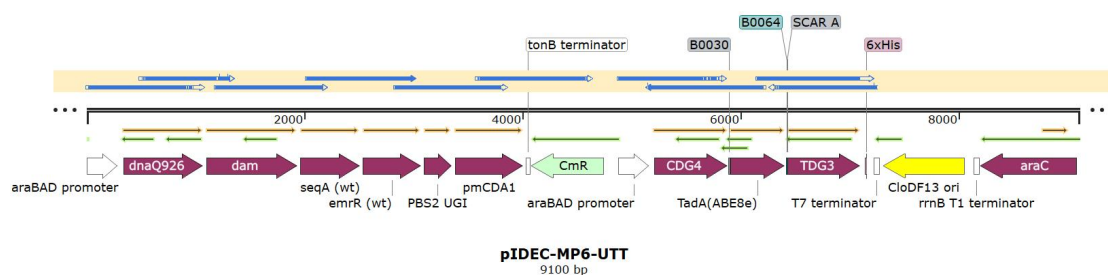 B0064 SCAR A
tonB terminator B0030 6xHis
2000 4000 6000 8000
dnaQ926 dam CmR CDG4 TDG3 araC
araBAD promoter seqA (wt) pmCDA1 araBAD promoter CloDF13 ori
emrR (wt) PBS2 UGI TadA(ABE8e) T7 terminator rrnB T1 terminator
pIDEC-MP6-UTT
9100 bp